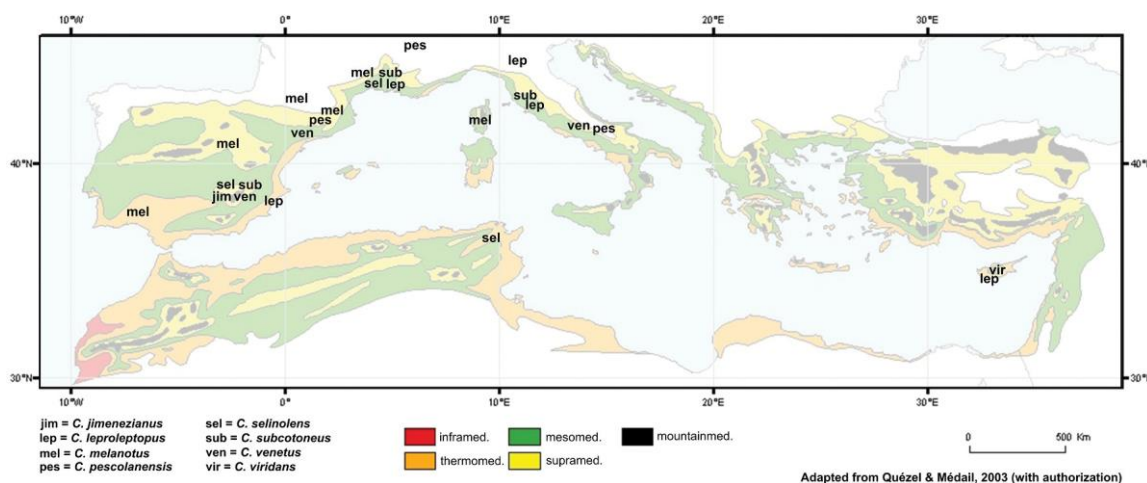 10°W 0° 10°E 20°E 30°E
pes
lep
mel sub
sel lep
mel
mel
sub
lep
pes
ven
mel
ven pes
mel
40°N 40°N
sel sub
jim ven
lep
mel
sel
vir
lep
30°N 30°N
10°W 0° 10°E 20°E 30°E
jim = C. jimenezianus
lep = C. leproleptopus
mel = C. melanotus
pes = C. pescolanensis
sel = C. selinolens
sub = C. subcotoneus
ven = C. venetus
vir = C. viridans
inframed.
thermomed.
mesomed.
supramed.
mountainmed.
0 500 Km
Adapted from Quézel & Médail, 2003 (with authorization)